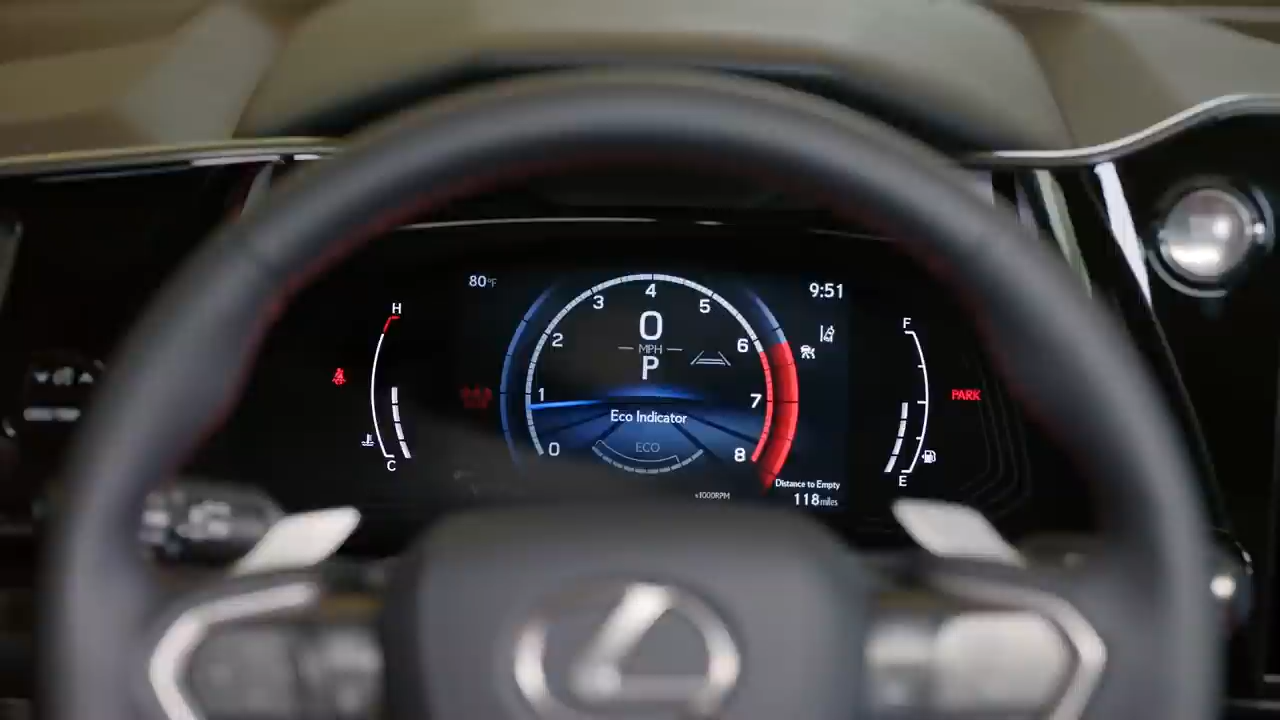 80°F
9:51
H
C
0
1
2
3
4
5
6
7
8
0
MPH
P
Eco Indicator
ECO
x1000RPM
Distance to Empty
118 miles
F
E
PARK